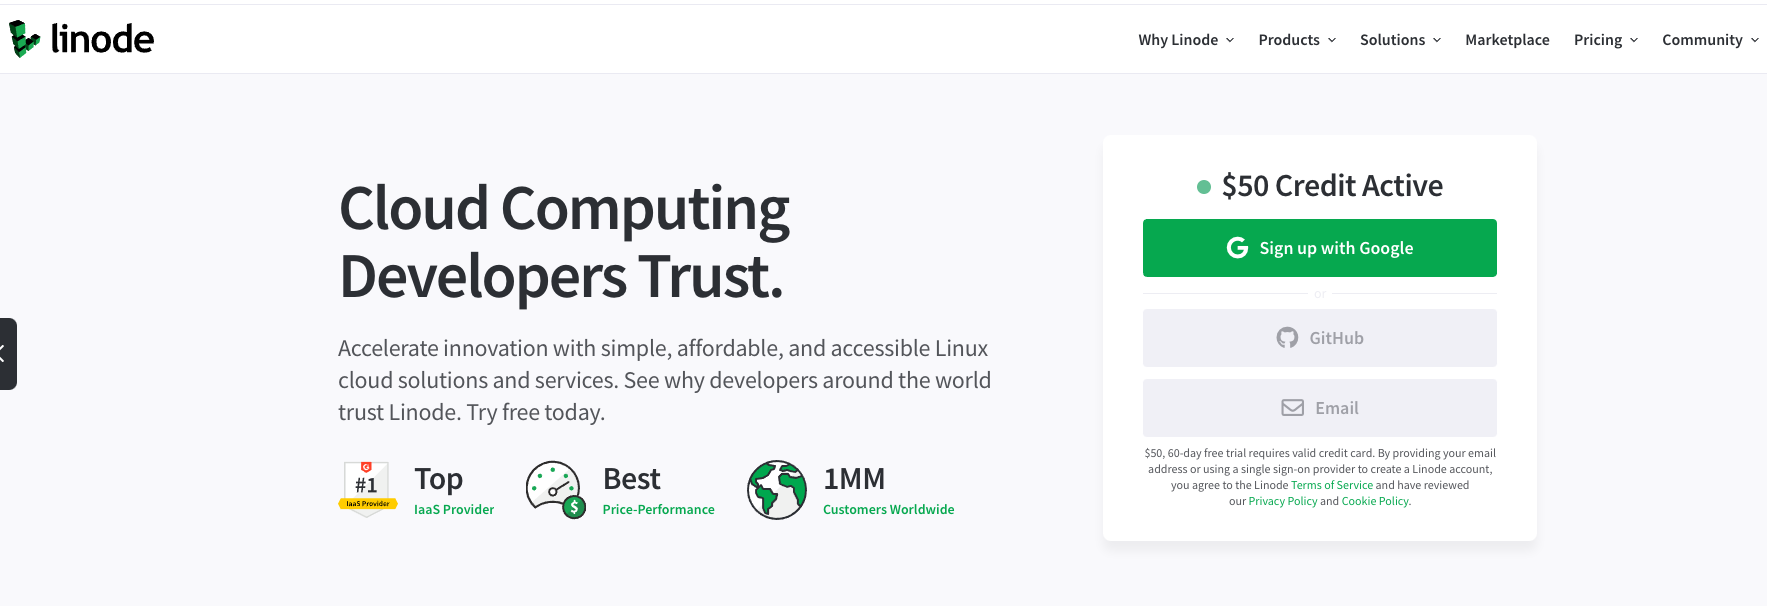 linode
Why Linode
Products
Solutions
Marketplace
Pricing
Community
Cloud Computing
Developers Trust.
Accelerate innovation with simple, affordable, and accessible Linux
cloud solutions and services. See why developers around the world
trust Linode. Try free today.
G
#1
IaaS Provider
Top
IaaS Provider
$
Best
Price-Performance
1MM
Customers Worldwide
$50 Credit Active
G Sign up with Google
or
GitHub
Email
$50, 60-day free trial requires valid credit card. By providing your email
address or using a single sign-on provider to create a Linode account,
you agree to the Linode Terms of Service and have reviewed
our Privacy Policy and Cookie Policy.